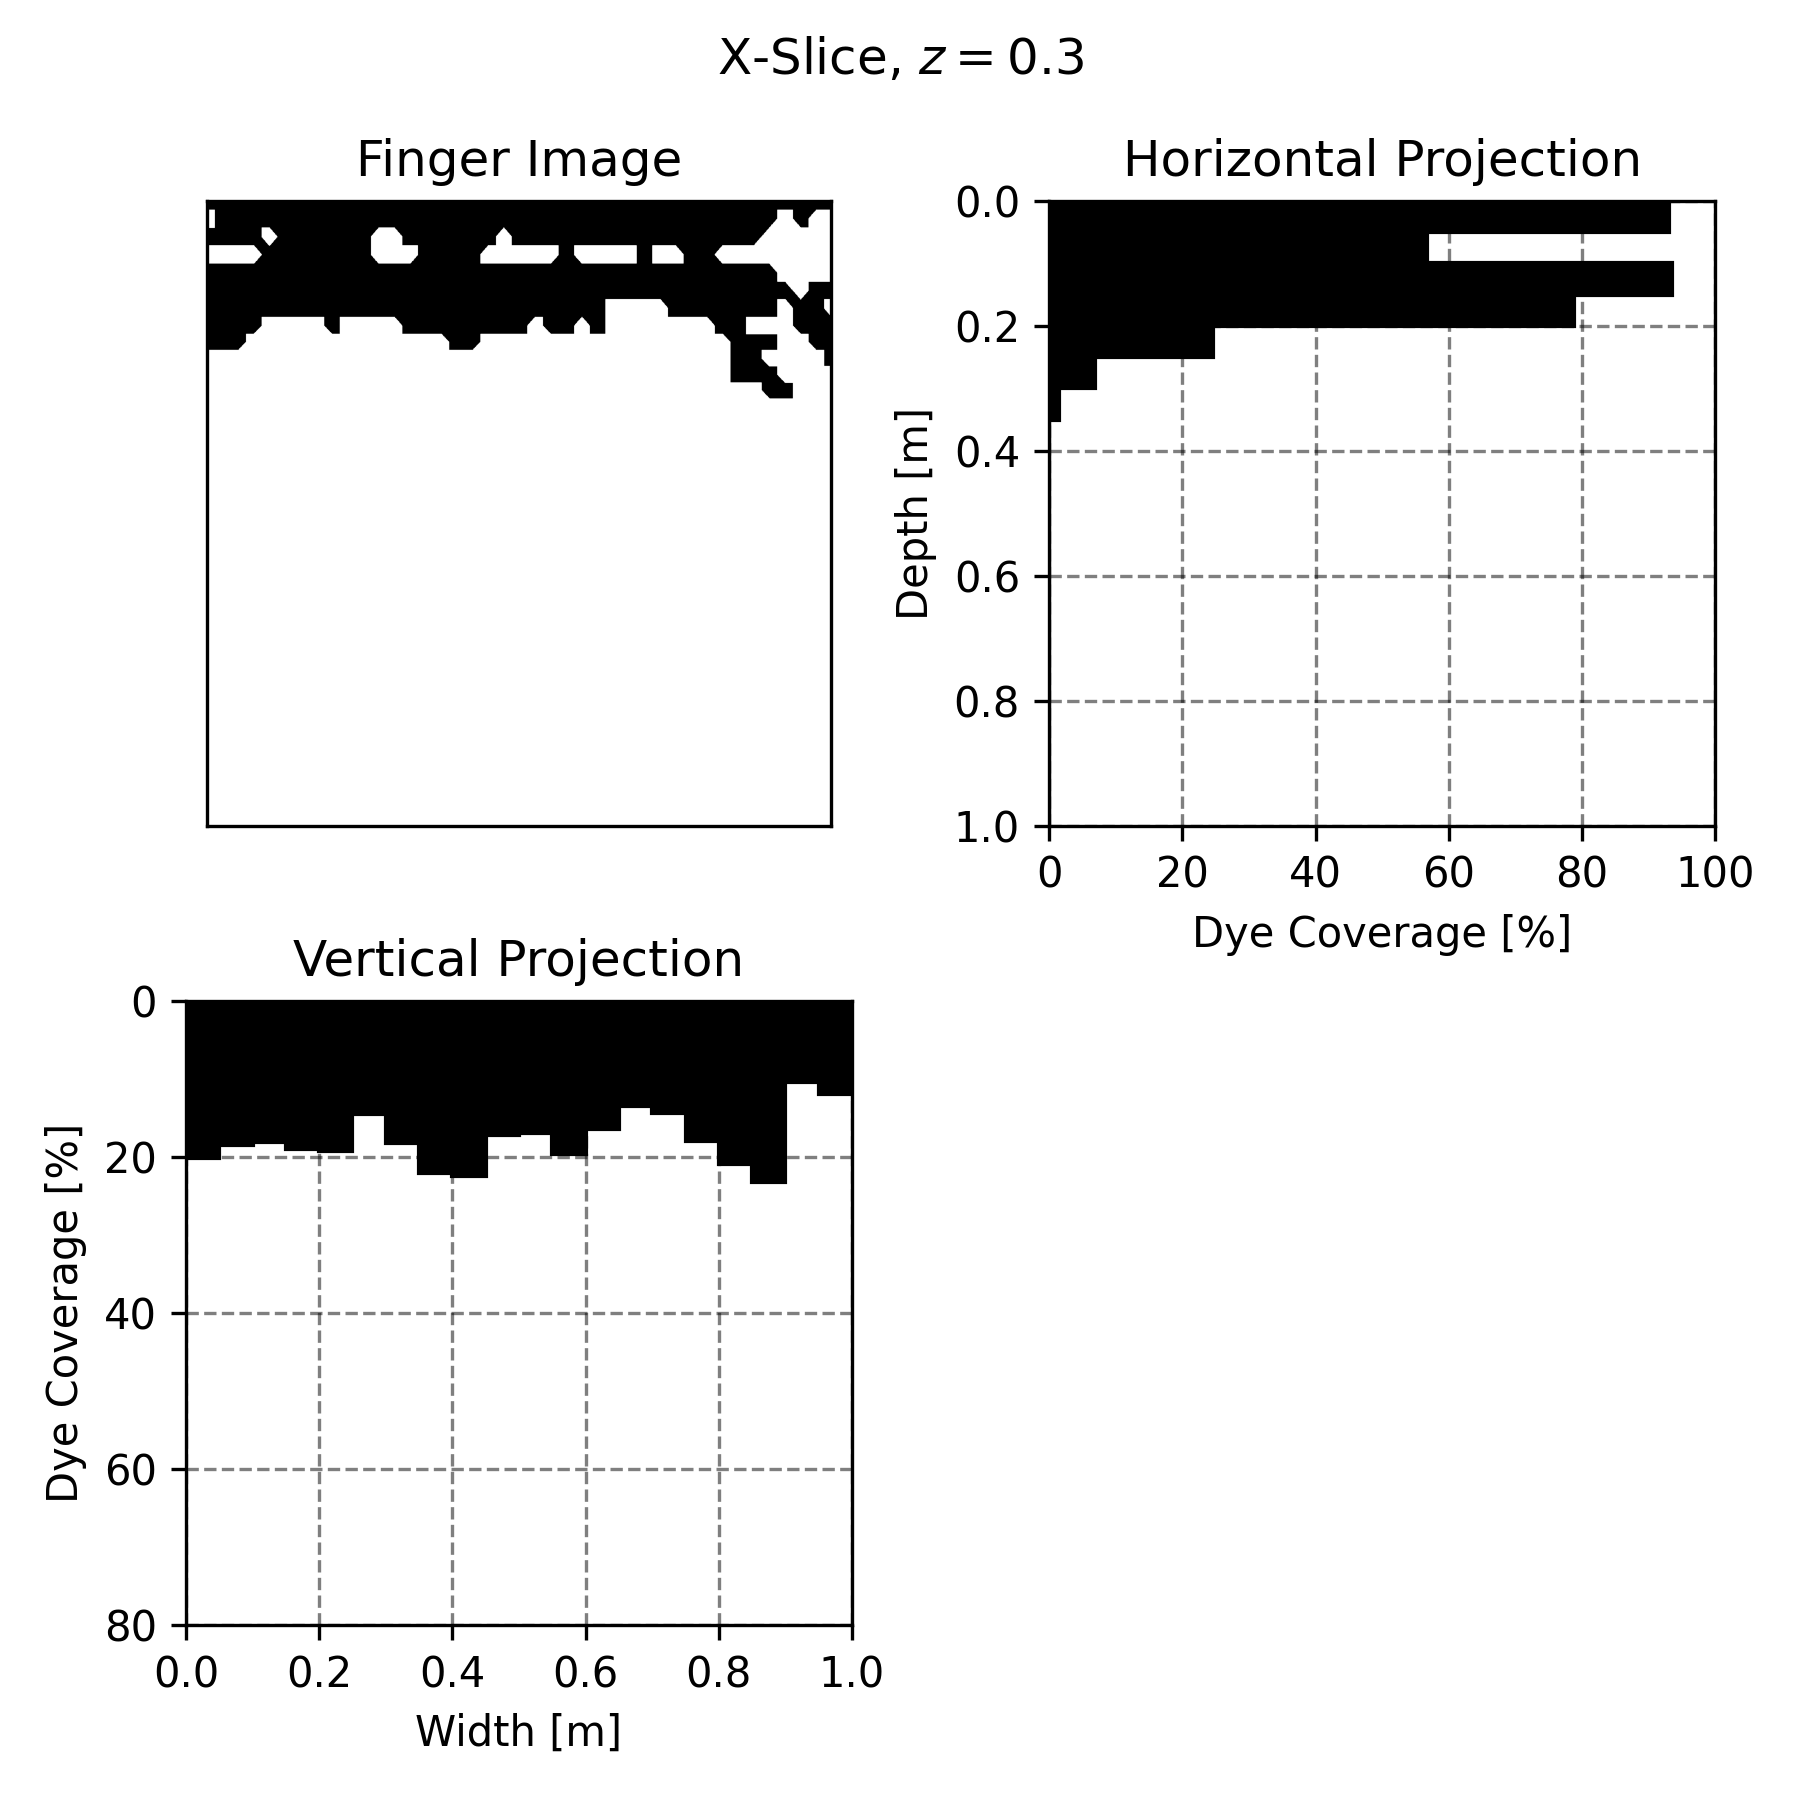 X-Slice, z = 0.3
Finger Image
Horizontal Projection
0.0
0.2
0.4
0.6
0.8
1.0
Depth [m]
0 20 40 60 80 100
Dye Coverage [%]
Vertical Projection
0
20
40
60
80
Dye Coverage [%]
0.0 0.2 0.4 0.6 0.8 1.0
Width [m]